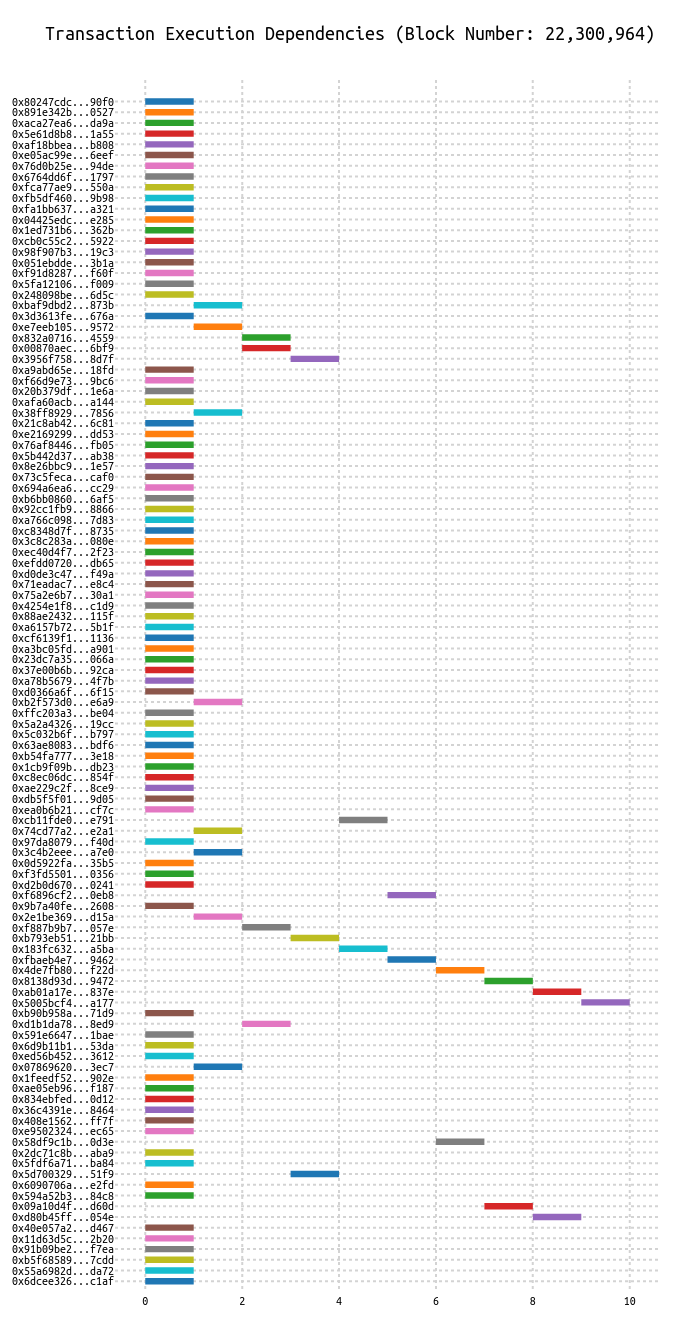 Transaction Execution Dependencies (Block Number: 22,300,964)
0x80247cdc...90f0
0x891e342b...0527
0xaca27ea6...da9a
0x5e61d8b8...1a55
0xaf18bbea...b808
0xe05ac99e...6eef
0x76d0b25e...94de
0x6764dd6f...1797
0xfca77ae9...550a
0xfb5df460...9b98
0xfa1bb637...a321
0x04425edc...e285
0x1ed731b6...362b
0xcb0c55c2...5922
0x98f907b3...19c3
0x051ebdde...3b1a
0xf91d8287...f60f
0x5fa12106...f009
0x248098be...6d5c
0xbaf9dbd2...873b
0x3d3613fe...676a
0xe7eeb105...9572
0x832a0716...4559
0x00870aec...6bf9
0x3956f758...8d7f
0xa9abd65e...18fd
0xf66d9e73...9bc6
0x20b379df...1e6a
0xafa60acb...a144
0x38ff8929...7856
0x21c8ab42...6c81
0xe2169299...dd53
0x76af8446...fb05
0x5b442d37...ab38
0x8e26bbc9...1e57
0x73c5feca...caf0
0x694a6ea6...cc29
0xb6bb0860...6af5
0x92cc1fb9...8866
0xa766c098...7d83
0xc8348d7f...8735
0x3c8c283a...080e
0xec40d4f7...2f23
0xefdd0720...db65
0xd0de3c47...f49a
0x71eadac7...e8c4
0x75a2e6b7...30a1
0x4254e1f8...c1d9
0x88ae2432...115f
0xa6157b72...5b1f
0xcf6139f1...1136
0xa3bc05fd...a901
0x23dc7a35...066a
0x37e00b6b...92ca
0xa78b5679...4f7b
0xd0366a6f...6f15
0xb2f573d0...e6a9
0xffc203a3...be04
0x5a2a4326...19cc
0x5c032b6f...b797
0x63ae8083...bdf6
0xb54fa777...3e18
0x1cb9f09b...db23
0xc8ec06dc...854f
0xae229c2f...8ce9
0xdb5f5f01...9d05
0xea0b6b21...cf7c
0xcb11fde0...e791
0x74cd77a2...e2a1
0x97da8079...f40d
0x3c4b2eee...a7e0
0x0d5922fa...35b5
0xf3fd5501...0356
0xd2b0d670...0241
0xf6896cf2...0eb8
0x9b7a40fe...2608
0x2e1be369...d15a
0xf887b9b7...057e
0xb793eb51...21bb
0x183fc632...a5ba
0xfbaeb4e7...9462
0x4de7fb80...f22d
0x8138d93d...9472
0xab01a17e...837e
0x5005bcf4...a177
0xb90b958a...71d9
0xd1b1da78...8ed9
0x591e6647...1bae
0x6d9b11b1...53da
0xed56b452...3612
0x07869620...3ec7
0x1feedf52...902e
0xae05eb96...f187
0x834ebfed...0d12
0x36c4391e...8464
0x408e1562...ff7f
0xe9502324...ec65
0x58df9c1b...0d3e
0x2dc71c8b...aba9
0x5fdf6a71...ba84
0x5d700329...51f9
0x6090706a...e2fd
0x594a52b3...84c8
0x09a10d4f...d60d
0xd80b45ff...054e
0x40e057a2...d467
0x11d63d5c...2b20
0x91b09be2...f7ea
0xb5f68589...7cdd
0x55a6982d...da72
0x6dcee326...c1af
0 2 4 6 8 10